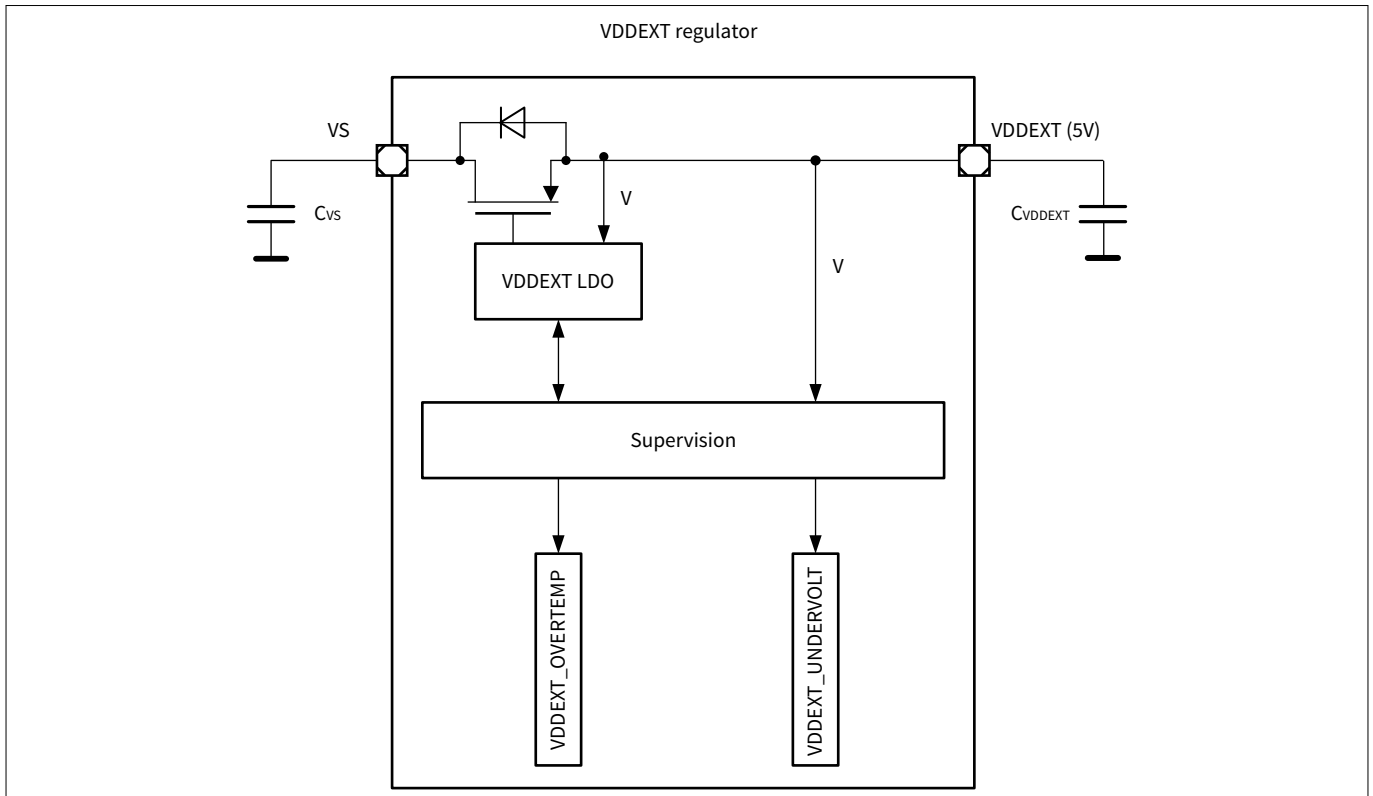 VDDEXT regulator
VS
VDDEXT (5V)
V
CVS
CVDDEXT
V
VDDEXT LDO
Supervision
VDDEXT_OVERTEMP
VDDEXT_UNDERVOLT